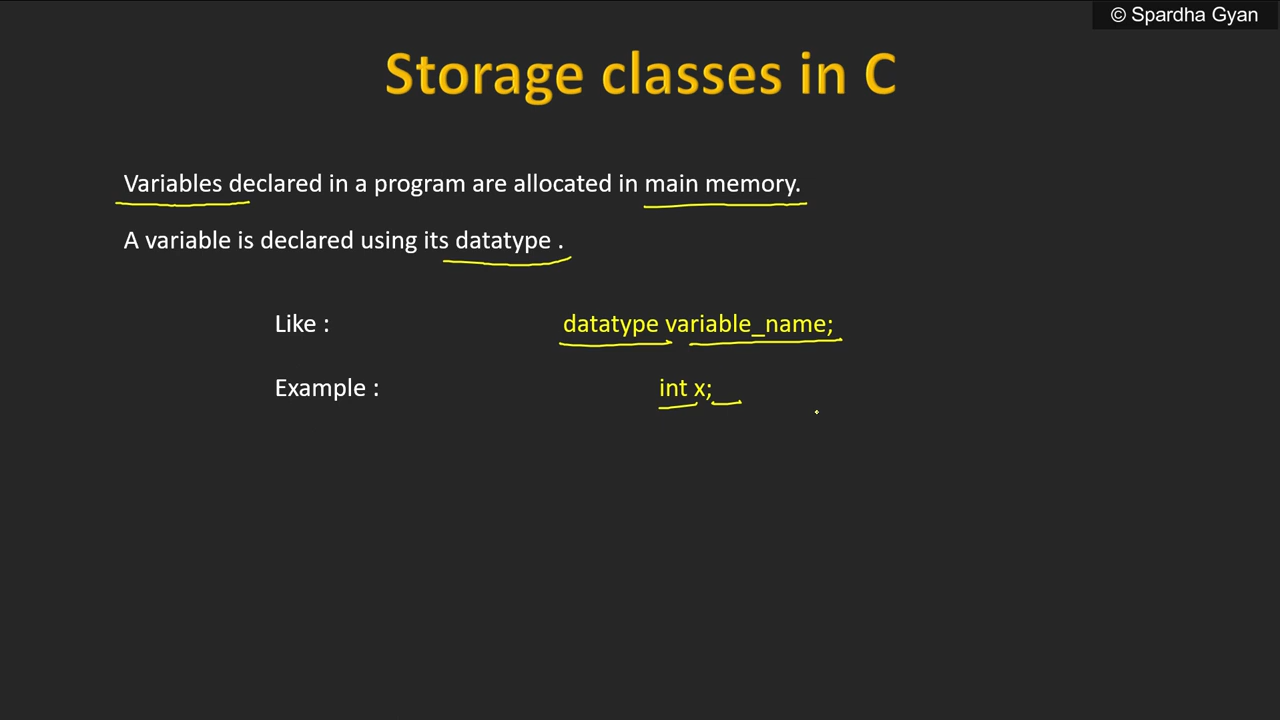 © Spardha Gyan
Storage classes in C
Variables declared in a program are allocated in main memory.
A variable is declared using its datatype .
Like : datatype variable_name;
Example : int x;